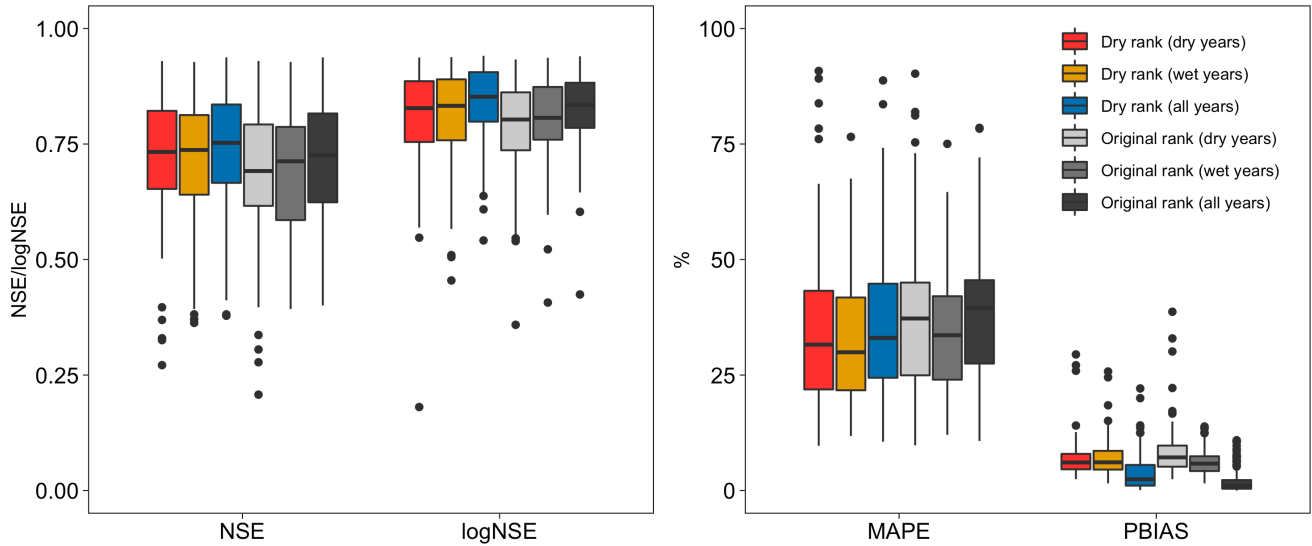 NSE/logNSE
1.00
0.75
0.50
0.25
0.00
NSE
logNSE
%
100
75
50
25
0
MAPE
PBIAS
Dry rank (dry years)
Dry rank (wet years)
Dry rank (all years)
Original rank (dry years)
Original rank (wet years)
Original rank (all years)